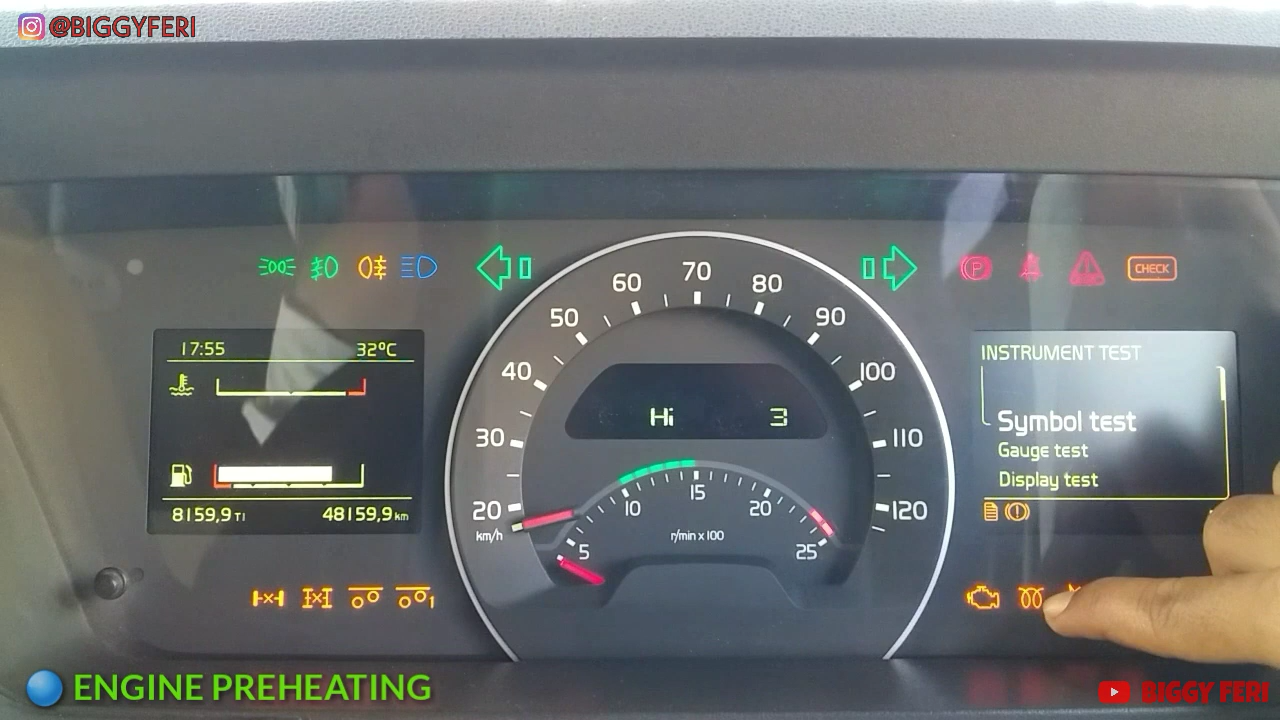 @BIGGYFERI
60
70
80
50
90
40
100
30
110
20
120
km/h
Hi 3
10
15
20
5
25
r/min x 100
17:55 32°C
8159,9 TI 48159,9 km
P
CHECK
INSTRUMENT TEST
Symbol test
Gauge test
Display test
1
ENGINE PREHEATING
BIGGY FERI